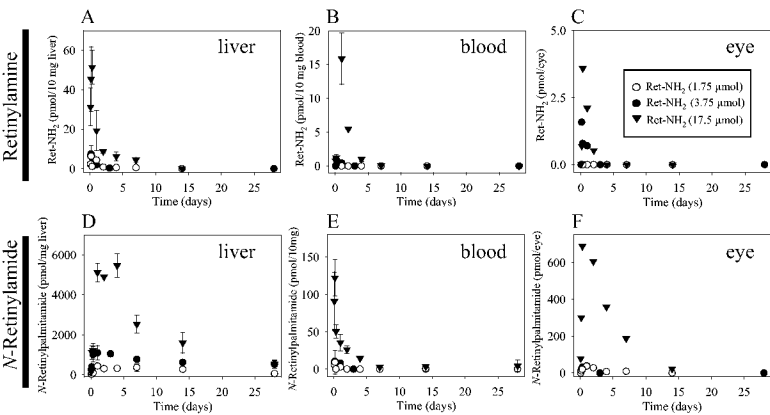 Retinylamine
A
liver
Ret-NH2 (pmol/10 mg liver)
60
40
20
0
0 5 10 15 20 25
Time (days)
B
blood
Ret-NH2 (pmol/10 mg blood)
20
15
10
5
0
0 5 10 15 20 25
Time (days)
C
eye
Ret-NH2 (pmol/eye)
5.0
2.5
0.0
0 5 10 15 20 25
Time (days)
Ret-NH2 (1.75 µmol)
Ret-NH2 (3.75 µmol)
Ret-NH2 (17.5 µmol)
N-Retinylamide
D
liver
N-Retinylpalmitamide (pmol/mg liver)
6000
4000
2000
0
0 5 10 15 20 25
Time (days)
E
blood
N-Retinylpalmitamide (pmol/10mg)
150
100
50
0
0 5 10 15 20 25
Time (days)
F
eye
N-Retinylpalmitamide (pmol/eye)
600
400
200
0
0 5 10 15 20 25
Time (days)